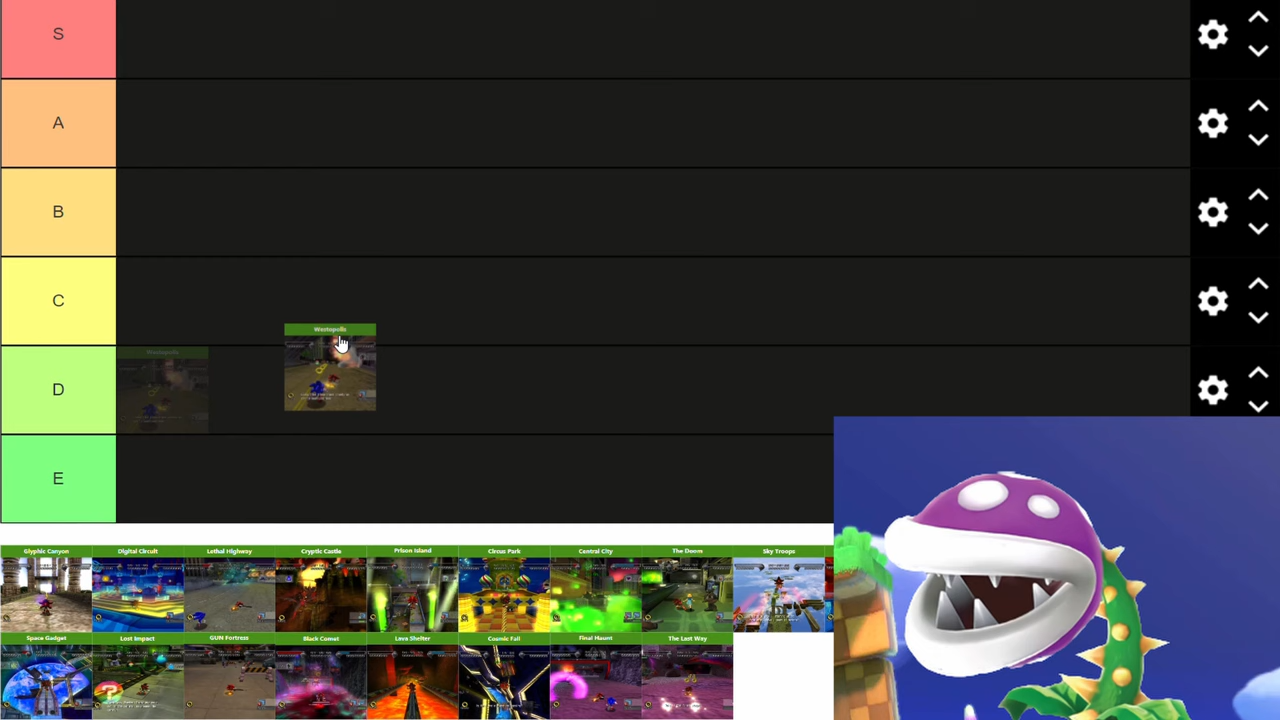 S
A
B
C
Westopolis
Westopolis
D
E
Glyphic Canyon
Digital Circuit
Lethal Highway
Cryptic Castle
Prison Island
Circus Park
Central City
The Doom
Sky Troops
Space Gadget
Lost Impact
GUN Fortress
Black Comet
Lava Shelter
Cosmic Fall
Final Haunt
The Last Way